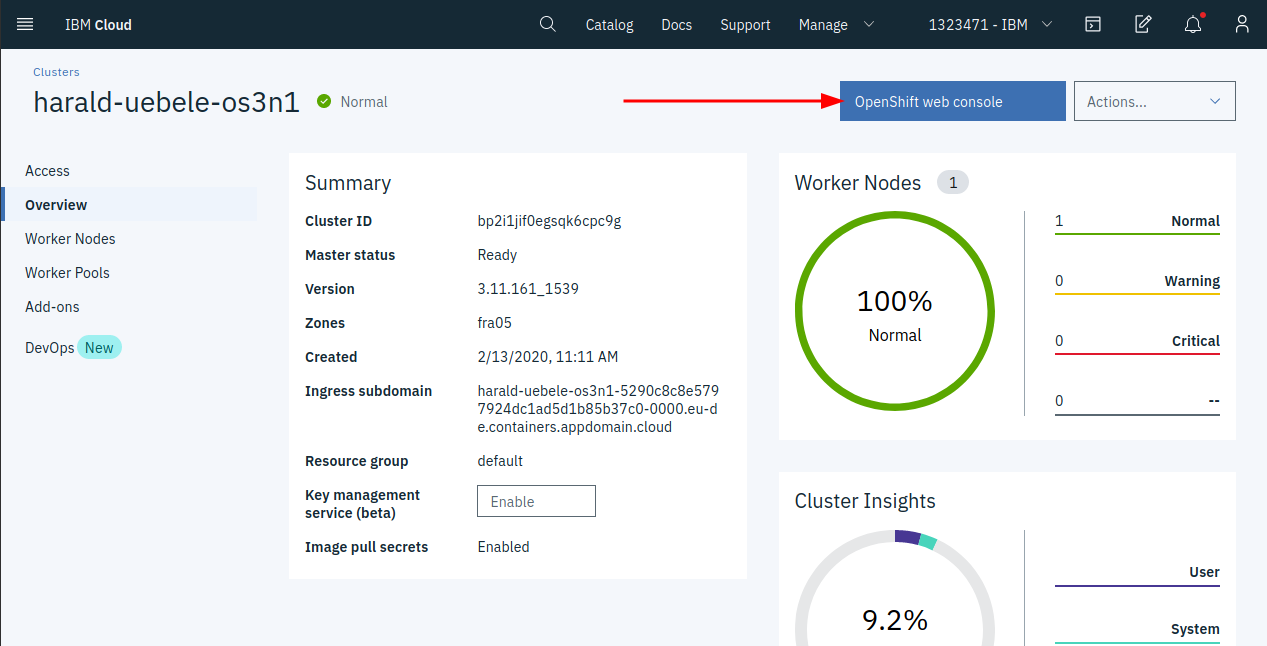 IBM Cloud
Catalog
Docs
Support
Manage
1323471 - IBM
Clusters
harald-uebele-os3n1
Normal
OpenShift web console
Actions...
Access
Overview
Worker Nodes
Worker Pools
Add-ons
DevOps New
Summary
Cluster ID bp2i1jif0egsqk6cpc9g
Master status Ready
Version 3.11.161_1539
Zones fra05
Created 2/13/2020, 11:11 AM
Ingress subdomain harald-uebele-os3n1-5290c8c8e579
7924dc1ad5d1b85b37c0-0000.eu-d
e.containers.appdomain.cloud
Resource group default
Key management
service (beta)
Enable
Image pull secrets Enabled
Worker Nodes 1
100%
Normal
1 Normal
0 Warning
0 Critical
0 --
Cluster Insights
9.2%
User
System